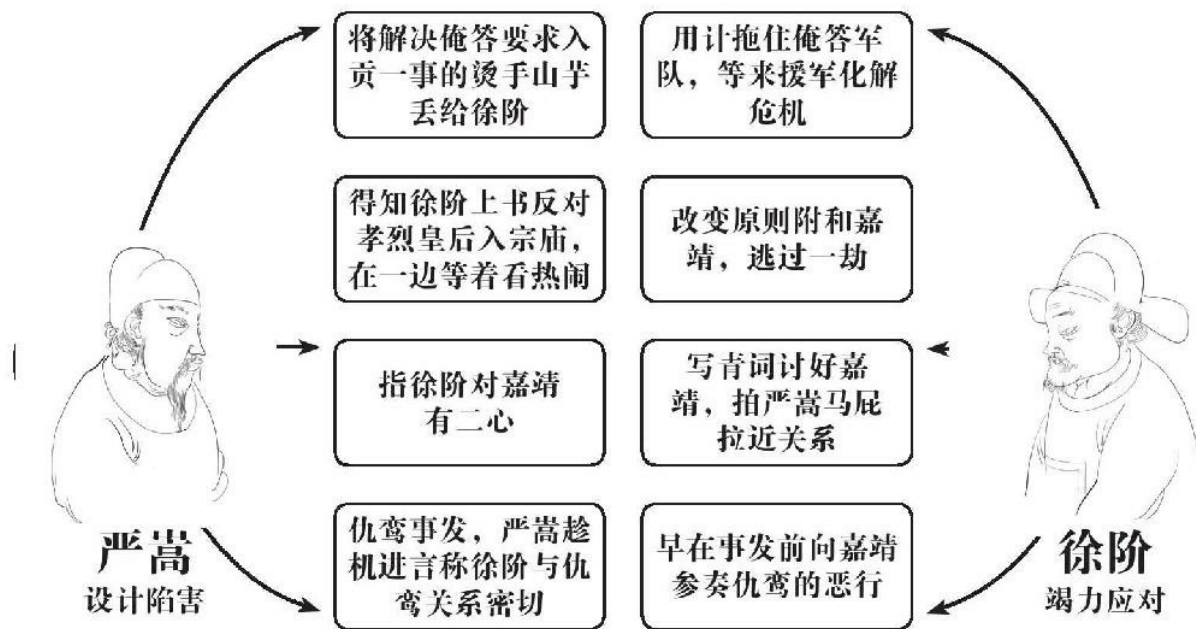 将解决俺答要求入
贡一事的烫手山芋
丢给徐阶
用计拖住俺答军
队，等来援军化解
危机
得知徐阶上书反对
孝烈皇后入宗庙，
在一边等着看热闹
改变原则附和嘉
靖，逃过一劫
指徐阶对嘉靖
有二心
写青词讨好嘉
靖，拍严嵩马屁
拉近关系
仇鸾事发，严嵩趁
机进言称徐阶与仇
鸾关系密切
早在事发前向嘉靖
参奏仇鸾的恶行
严嵩
设计陷害
徐阶
竭力应对